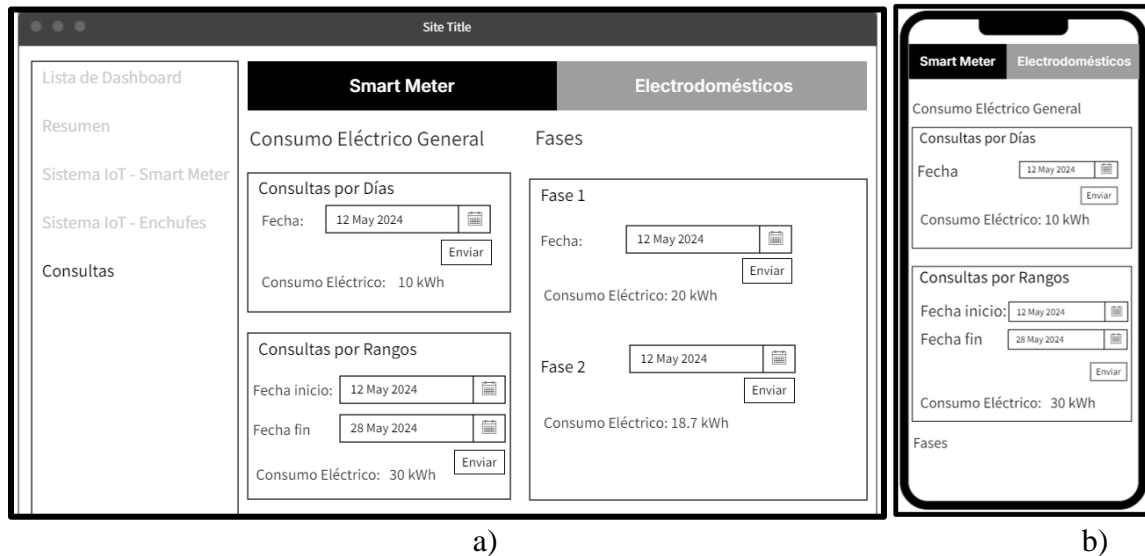 Site Title
Lista de Dashboard
Resumen
Sistema IoT - Smart Meter
Sistema IoT - Enchufes
Consultas
Smart Meter
Electrodomésticos
Consumo Eléctrico General
Consultas por Días
Fecha: 12 May 2024
Enviar
Consumo Eléctrico: 10 kWh
Consultas por Rangos
Fecha inicio: 12 May 2024
Fecha fin 28 May 2024
Enviar
Consumo Eléctrico: 30 kWh
Fases
Fase 1
Fecha: 12 May 2024
Enviar
Consumo Eléctrico: 20 kWh
Fase 2 12 May 2024
Enviar
Consumo Eléctrico: 18.7 kWh
a)
Smart Meter Electrodomésticos
Consumo Eléctrico General
Consultas por Días
Fecha 12 May 2024
Enviar
Consumo Eléctrico: 10 kWh
Consultas por Rangos
Fecha inicio: 12 May 2024
Fecha fin 28 May 2024
Enviar
Consumo Eléctrico: 30 kWh
Fases
b)